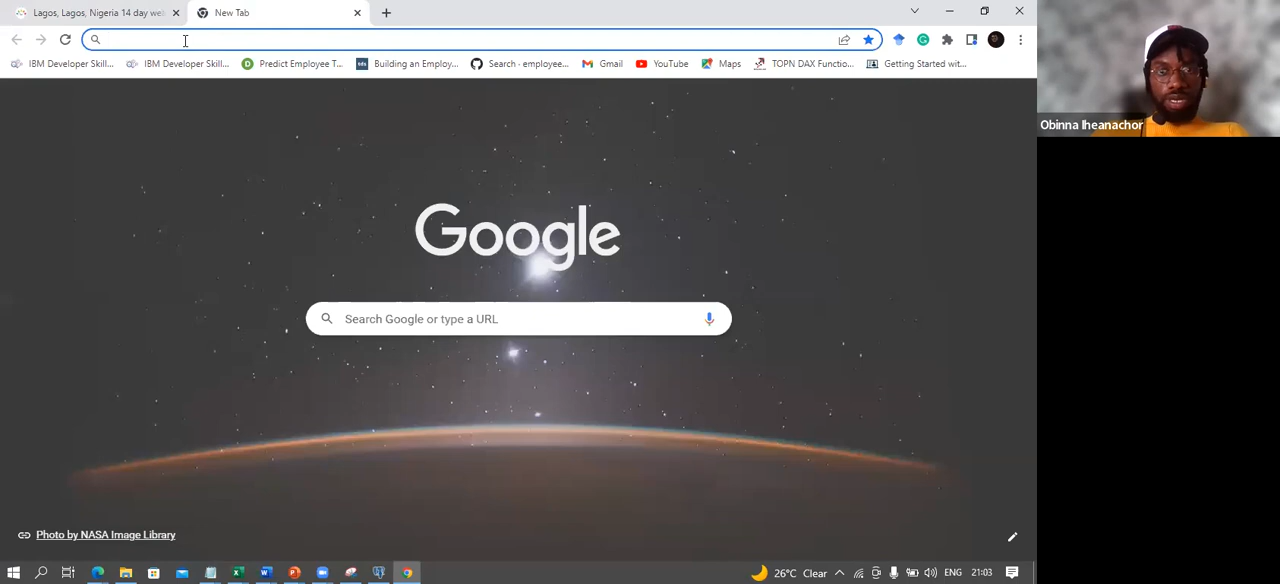 Lagos, Lagos, Nigeria 14 day wea
New Tab
IBM Developer Skill...
IBM Developer Skill...
Predict Employee T...
Building an Employ...
Search · employee...
Gmail
YouTube
Maps
TOPN DAX Functio...
Getting Started wit...
Obinna Iheanachor
Google
Search Google or type a URL
Photo by NASA Image Library
26°C Clear
ENG
21:03